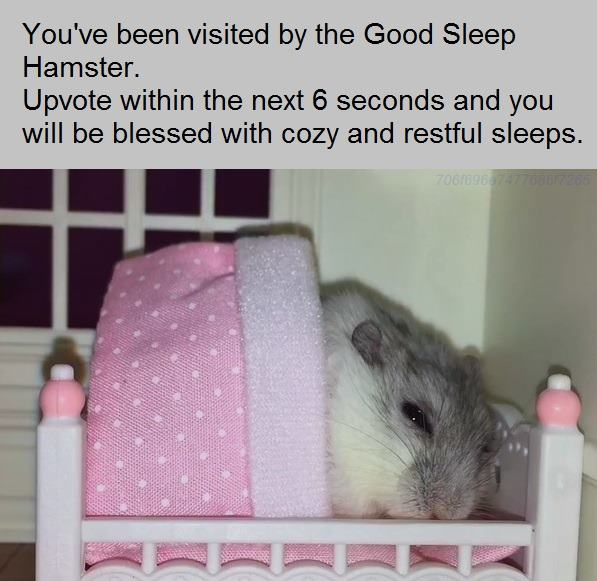 You've been visited by the Good Sleep
Hamster.
Upvote within the next 6 seconds and you
will be blessed with cozy and restful sleeps.